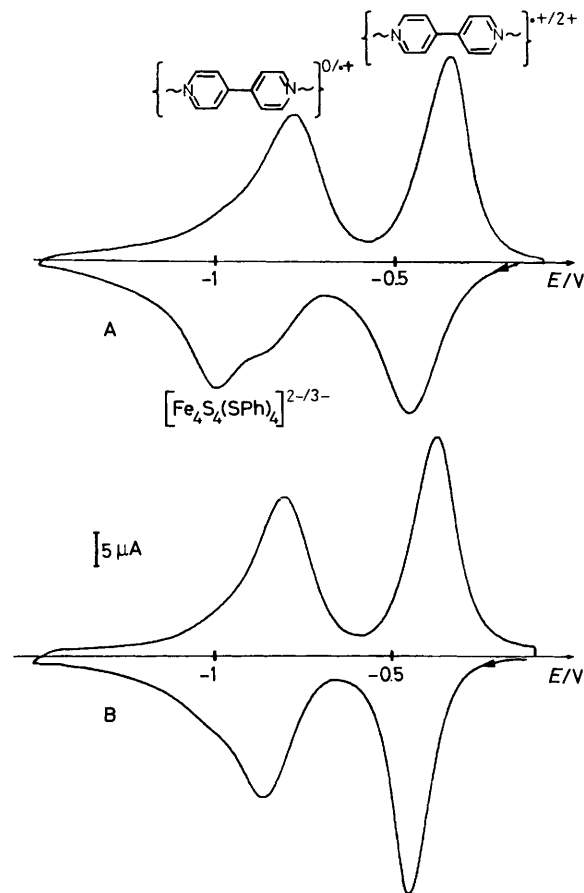 {~N N~}•+/2+
{~N N~}0/•+
-1 -0.5
E/V
A
[Fe4S4(SPh)4]2-/3-
5 µA
-1 -0.5
E/V
B